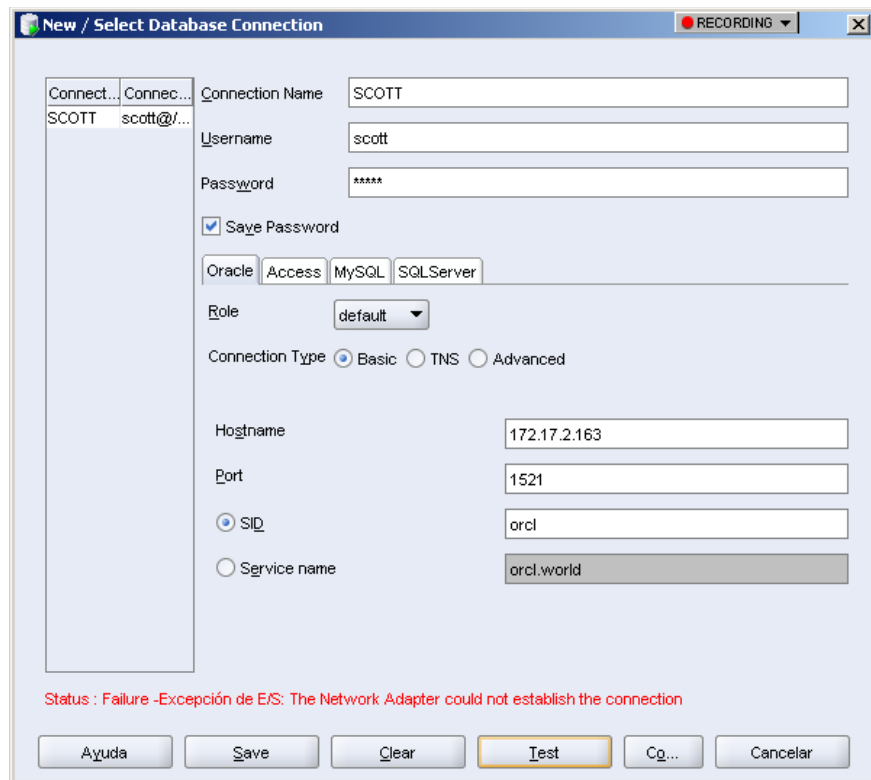 New / Select Database Connection
RECORDING
Connect... Connec...
SCOTT scott@/...
Connection Name SCOTT
Username scott
Password *****
Save Password
Oracle Access MySQL SQLServer
Role default
Connection Type Basic TNS Advanced
Hostname 172.17.2.163
Port 1521
SID orcl
Service name orcl.world
Status : Failure -Excepción de E/S: The Network Adapter could not establish the connection
Ayuda Save Clear Test Co... Cancelar